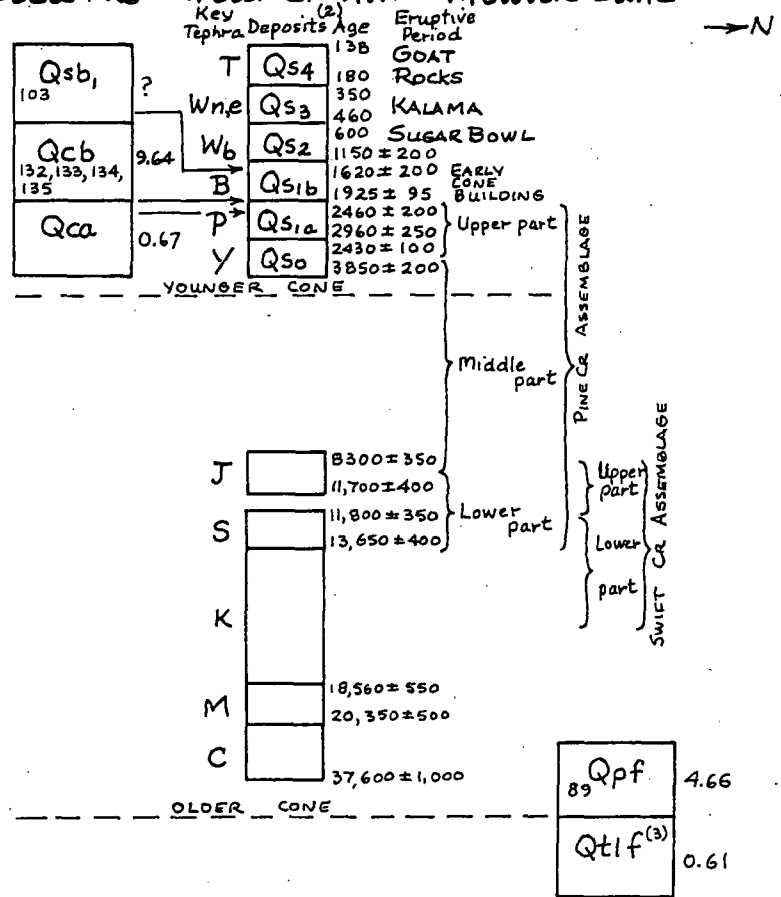 Key
Tephra Deposits (2) Age Eruptive Period
→N
Qsb1
103
?
Qcb
132, 133, 134,
135
9.64
Qca
0.67
T Qs4 138 180 GOAT ROCKS
Wn,e Qs3 350 460 KALAMA
Wb Qs2 600 1150 ± 200 SUGAR BOWL
B Qs1b 1620 ± 200 1925 ± 95 EARLY CONE BUILDING
P Qs1a 2460 ± 200 2960 ± 250 Upper part
Y Qs0 2430 ± 100 3850 ± 200
YOUNGER CONE
Middle part
PINE CR ASSEMBLAGE
J 8300 ± 350
11,700 ± 400
S 11,800 ± 350
13,650 ± 400
Lower part
Upper part
Lower part
SWIFT CR ASSEMBLAGE
K
M 18,560 ± 550
20,350 ± 500
C
37,600 ± 1,000
OLDER CONE
89 Qpf 4.66
Qtlf (3) 0.61